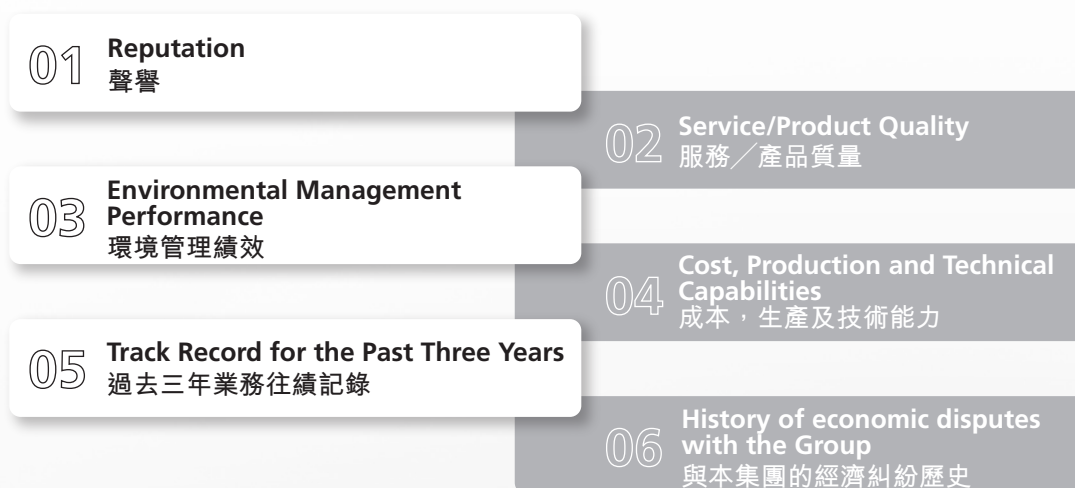 01 Reputation
聲譽
02 Service/Product Quality
服務╱產品質量
03 Environmental Management
Performance
環境管理績效
04 Cost, Production and Technical
Capabilities
成本，生產及技術能力
05 Track Record for the Past Three Years
過去三年業務往績記錄
06 History of economic disputes
with the Group
與本集團的經濟糾紛歷史